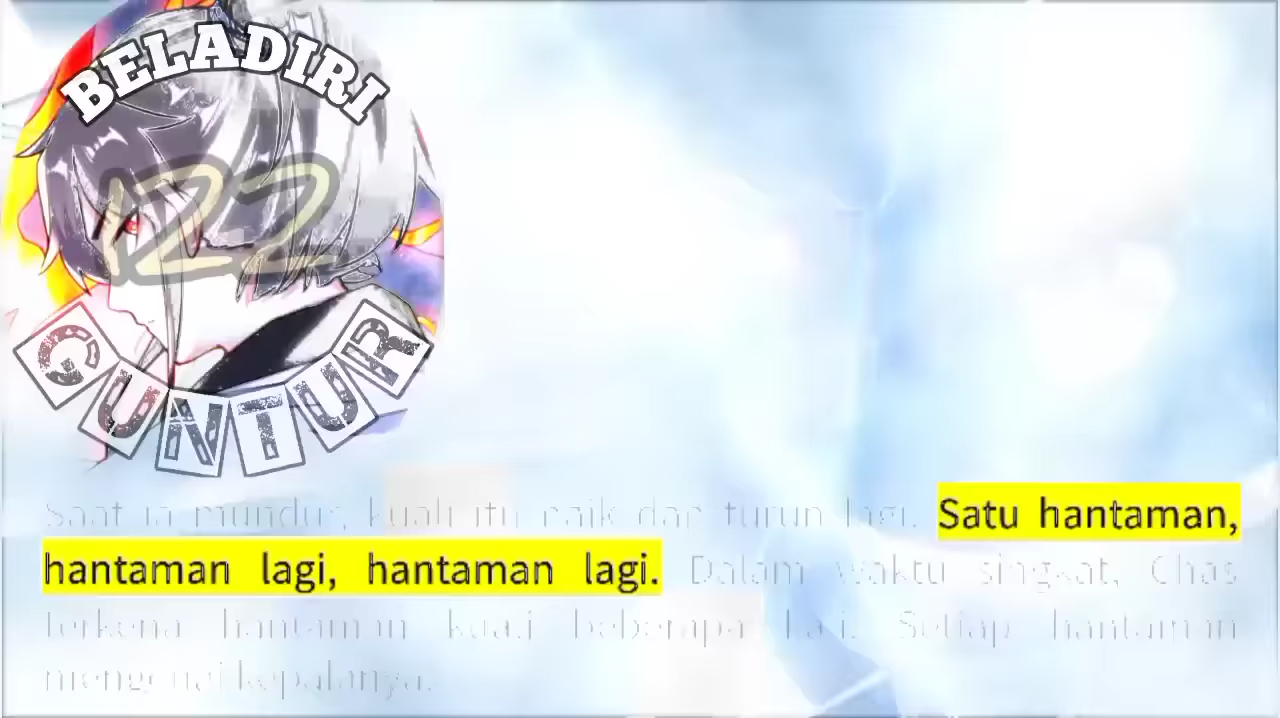 BELADIRI
122
GUNTUR
Saat ia mundur, kuali itu naik dan turun lagi. Satu hantaman,
hantaman lagi, hantaman lagi. Dalam waktu singkat, Chas
terkena hantaman kuali beberapa kali. Setiap hantaman
mengenai kepalanya.